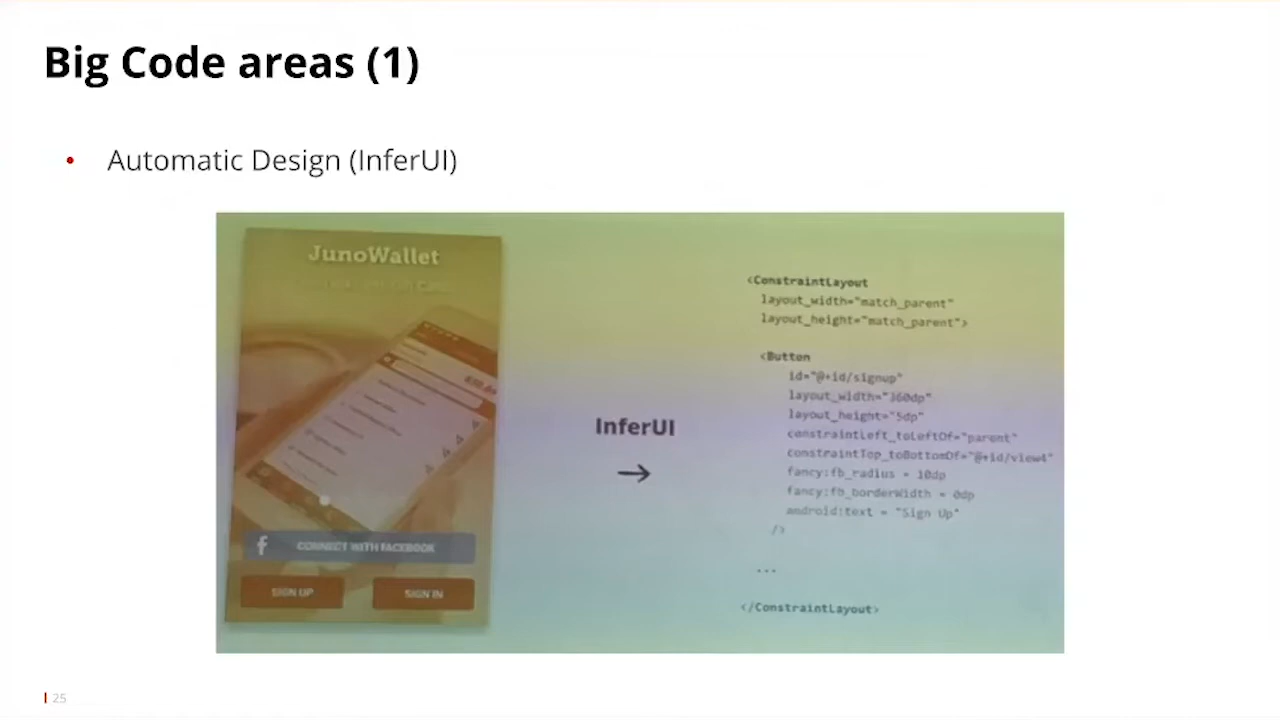 Big Code areas (1)
• Automatic Design (InferUI)
JunoWallet
CONNECT WITH FACEBOOK
SIGN UP
SIGN IN
InferUI
→
<ConstraintLayout
layout_width="match_parent"
layout_height="match_parent">
<Button
id="@+id/signup"
layout_width="360dp"
layout_height="5dp"
constraintLeft_toLeftOf="parent"
constraintTop_toBottomOf="@+id/view4"
fancy:fb_radius = 10dp
fancy:fb_borderWidth = 0dp
android:text = "Sign Up"
/>
...
</ConstraintLayout>
25